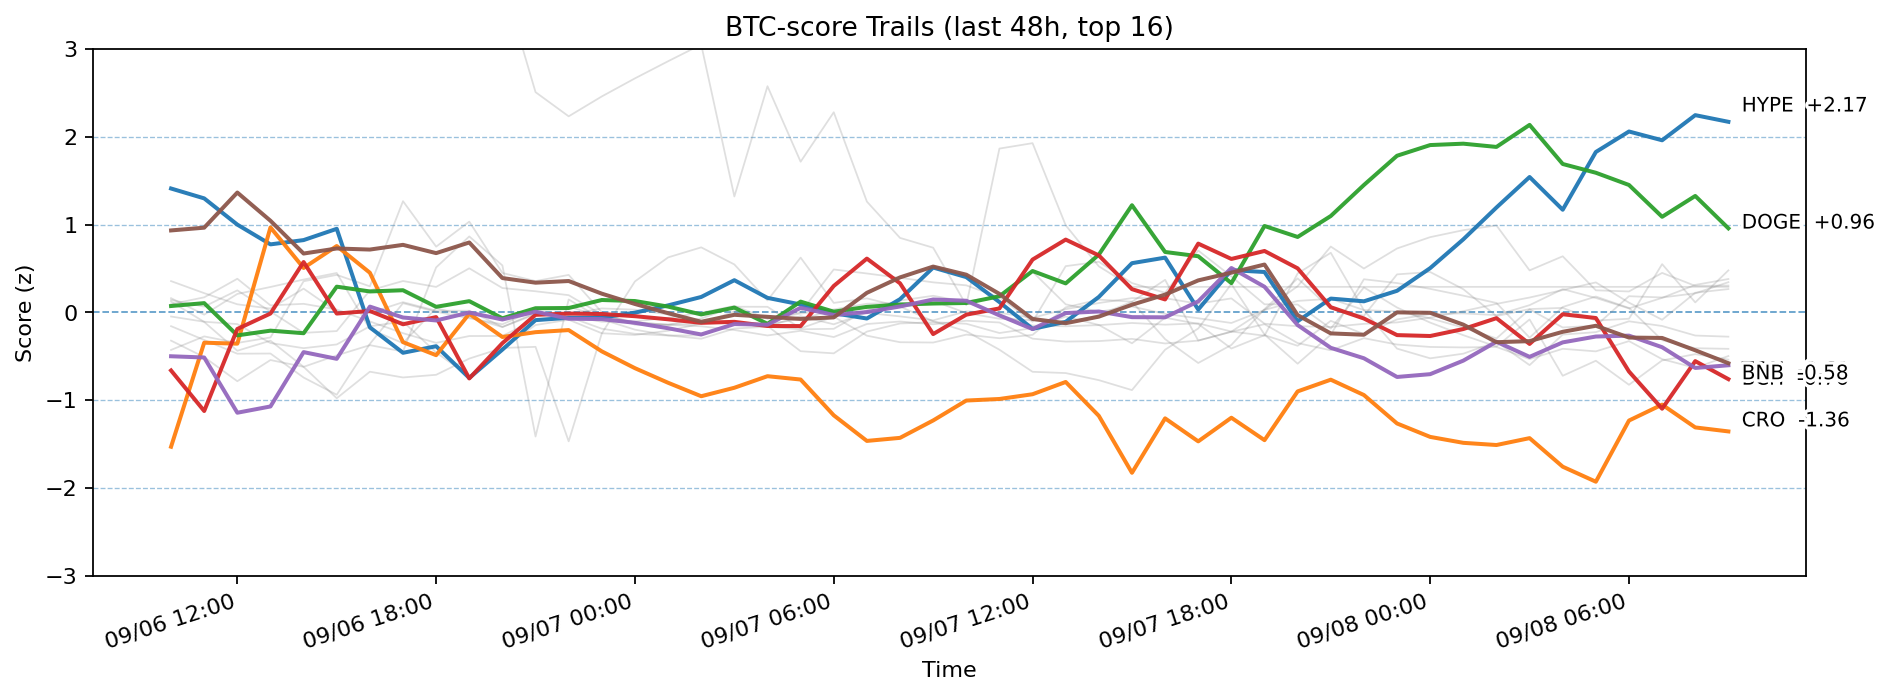 BTC-score Trails (last 48h, top 16)
Score (z)
3
2
1
0
−1
−2
−3
HYPE +2.17
DOGE +0.96
BNB -0.58
CRO -1.36
09/06 12:00
09/06 18:00
09/07 00:00
09/07 06:00
09/07 12:00
09/07 18:00
09/08 00:00
09/08 06:00
Time